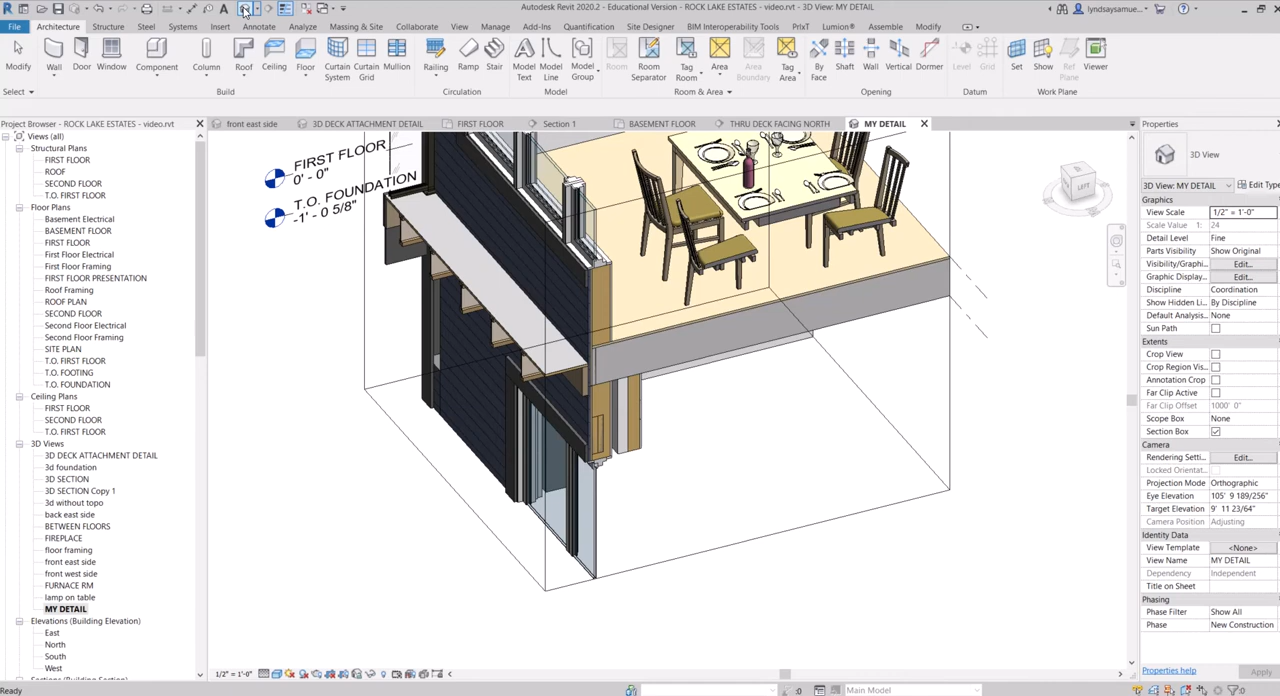 Autodesk Revit 2020.2 - Educational Version - ROCK LAKE ESTATES - video.rvt - 3D View: MY DETAIL
lyndsaysamue...
File Architecture Structure Steel Systems Insert Annotate Analyze Massing & Site Collaborate View Manage Add-Ins Quantification Site Designer BIM Interoperability Tools PrixT Lumion® Assemble Modify
Modify Wall Door Window Component Column Roof Ceiling Floor Curtain System Curtain Grid Mullion Railing Ramp Stair Model Text Model Line Model Group Room Room Separator Tag Room Area Area Boundary Tag Area By Face Shaft Wall Vertical Dormer Level Grid Set Show Ref Plane Viewer
Select Build Circulation Model Room & Area Opening Datum Work Plane
Project Browser - ROCK LAKE ESTATES - video.rvt
front east side 3D DECK ATTACHMENT DETAIL FIRST FLOOR Section 1 BASEMENT FLOOR THRU DECK FACING NORTH MY DETAIL
Views (all)
Structural Plans
FIRST FLOOR
ROOF
SECOND FLOOR
T.O. FOUNDATION
Floor Plans
Basement Electrical
BASEMENT FLOOR
FIRST FLOOR
First Floor Electrical
First Floor Framing
FIRST FLOOR PRESENTATION
Roof Framing
ROOF PLAN
SECOND FLOOR
Second Floor Electrical
Second Floor Framing
SITE PLAN
T.O. FIRST FLOOR
T.O. FOOTING
T.O. FOUNDATION
Ceiling Plans
FIRST FLOOR
SECOND FLOOR
T.O. FIRST FLOOR
3D Views
3D DECK ATTACHMENT DETAIL
3d foundation
3D SECTION
3D SECTION Copy 1
3d without topo
back east side
BETWEEN FLOORS
FIREPLACE
floor framing
front east side
front west side
FURNACE RM
lamp on table
MY DETAIL
Elevations (Building Elevation)
East
North
South
West
FIRST FLOOR
0' - 0"
T.O. FOUNDATION
-1' - 0 5/8"
LEFT
Properties
3D View
3D View: MY DETAIL Edit Type
Graphics
View Scale 1/2" = 1'-0"
Scale Value 1: 24
Detail Level Fine
Parts Visibility Show Original
Visibility/Graphi... Edit...
Graphic Display... Edit...
Discipline Coordination
Show Hidden Li... By Discipline
Default Analysis... None
Sun Path
Extents
Crop View
Crop Region Vis...
Annotation Crop
Far Clip Active
Far Clip Offset 1000' 0"
Scope Box None
Section Box
Camera
Rendering Setti... Edit...
Locked Orientat...
Projection Mode Orthographic
Eye Elevation 105' 9 189/256"
Target Elevation 9' 11 23/64"
Camera Position Adjusting
Identity Data
View Template <None>
View Name MY DETAIL
Dependency Independent
Title on Sheet
Phasing
Phase Filter Show All
Phase New Construction
Properties help Apply
1/2" = 1'-0"
Ready :0 Main Model